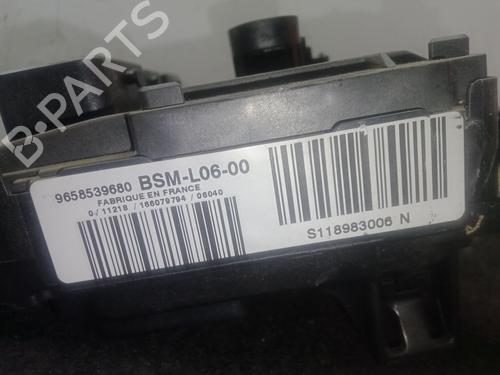 B-PARTS
9658539680 BSM-L06-00
FABRIQUE EN FRANCE
0-/11218 / 166079794 / 06040
S118983006 N